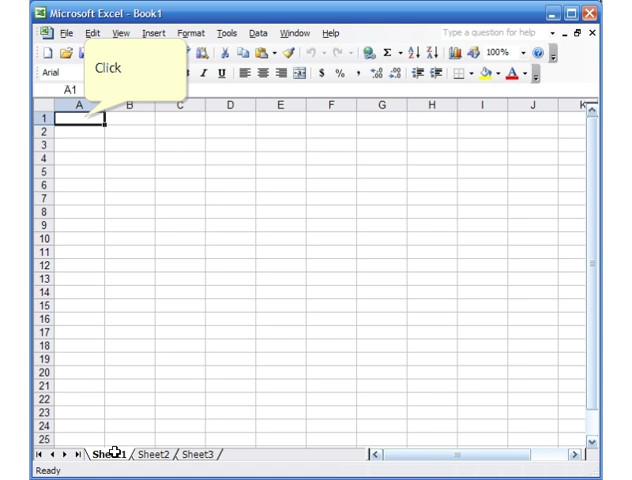 Microsoft Excel - Book1
File Edit View Insert Format Tools Data Window Help Type a question for help
Σ 100%
Arial I U $ % ,
Click
A1
A B C D E F G H I J K
1
2
3
4
5
6
7
8
9
10
11
12
13
14
15
16
17
18
19
20
21
22
23
24
25
Sheet1 Sheet2 Sheet3
Ready